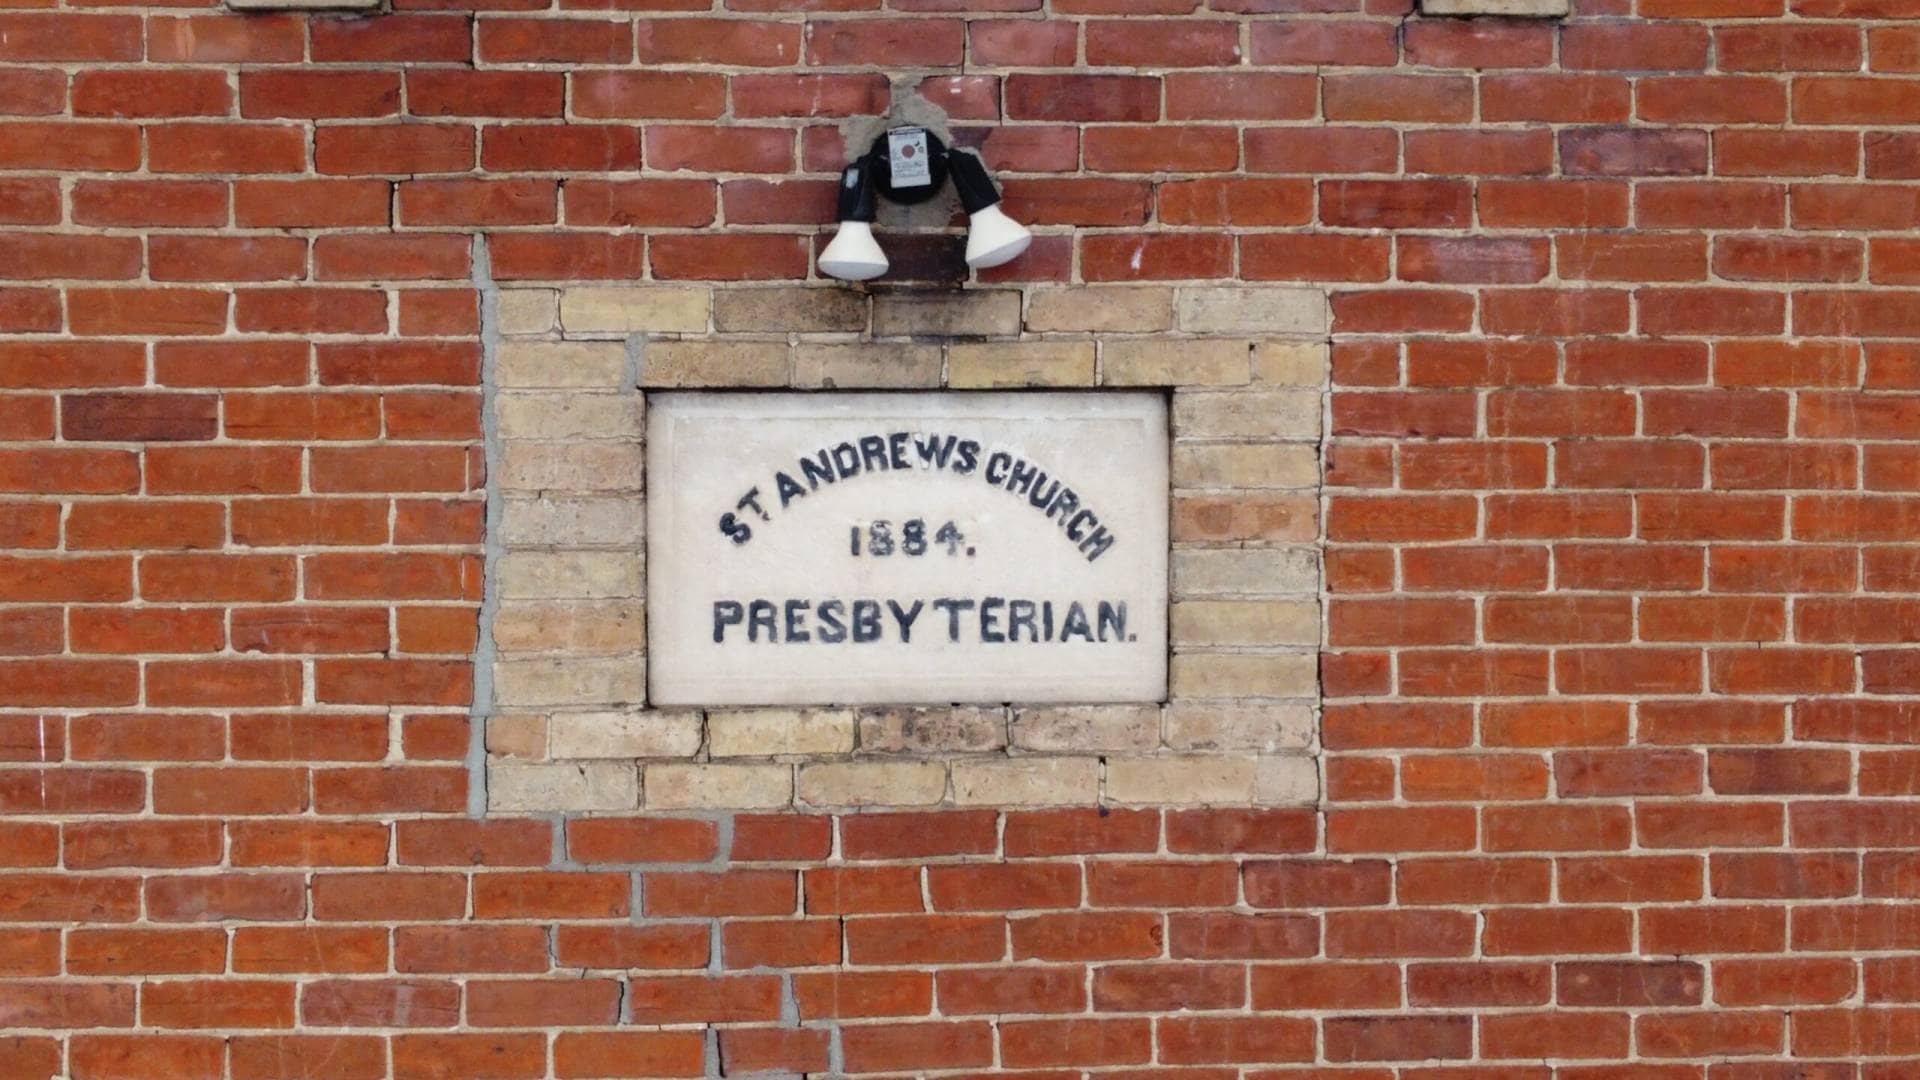 ST ANDREWS CHURCH
1884.
PRESBYTERIAN.